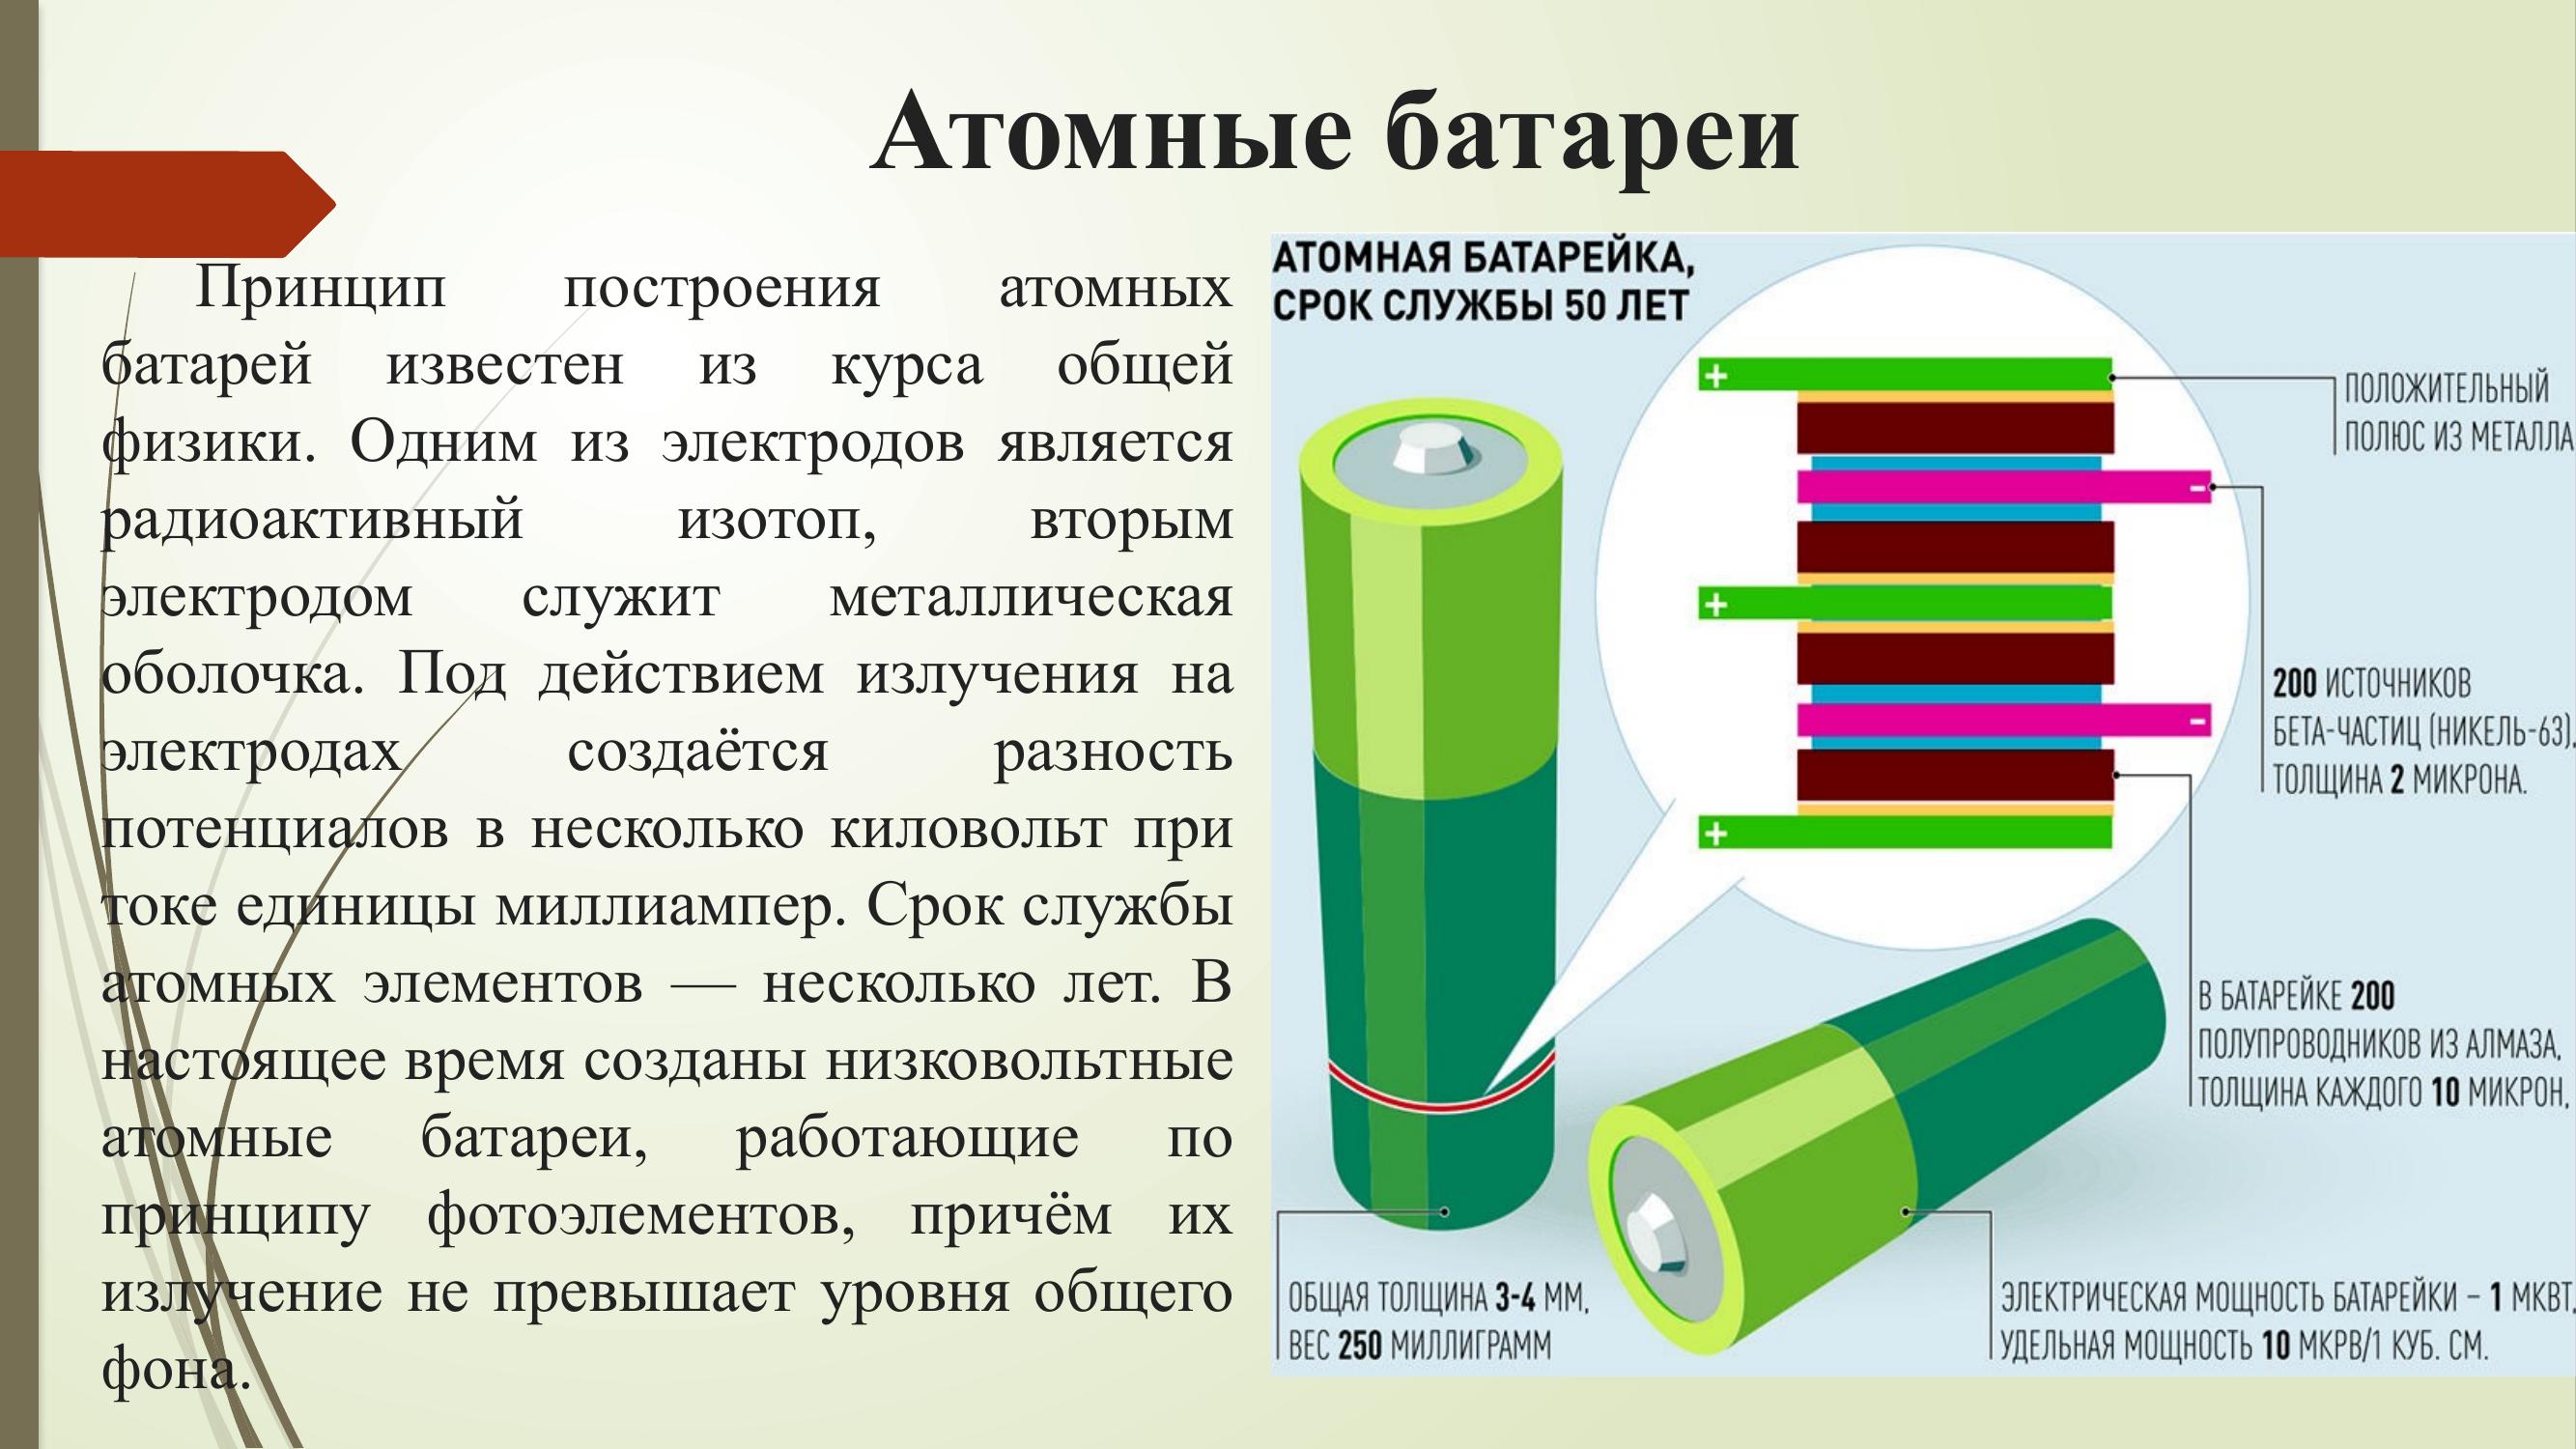 Атомные батареи
Принцип построения атомных
батарей известен из курса общей
физики. Одним из электродов является
радиоактивный изотоп, вторым
электродом служит металлическая
оболочка. Под действием излучения на
электродах создаётся разность
потенциалов в несколько киловольт при
токе единицы миллиампер. Срок службы
атомных элементов — несколько лет. В
настоящее время созданы низковольтные
атомные батареи, работающие по
принципу фотоэлементов, причём их
излучение не превышает уровня общего
фона.
АТОМНАЯ БАТАРЕЙКА,
СРОК СЛУЖБЫ 50 ЛЕТ
+
ПОЛОЖИТЕЛЬНЫЙ
ПОЛЮС ИЗ МЕТАЛЛА
-
+
200 ИСТОЧНИКОВ
БЕТА-ЧАСТИЦ (НИКЕЛЬ-63),
ТОЛЩИНА 2 МИКРОНА.
-
+
В БАТАРЕЙКЕ 200
ПОЛУПРОВОДНИКОВ ИЗ АЛМАЗА,
ТОЛЩИНА КАЖДОГО 10 МИКРОН,
ОБЩАЯ ТОЛЩИНА 3-4 ММ,
ВЕС 250 МИЛЛИГРАММ
ЭЛЕКТРИЧЕСКАЯ МОЩНОСТЬ БАТАРЕЙКИ – 1 МКВТ,
УДЕЛЬНАЯ МОЩНОСТЬ 10 МКРВ/1 КУБ. СМ.